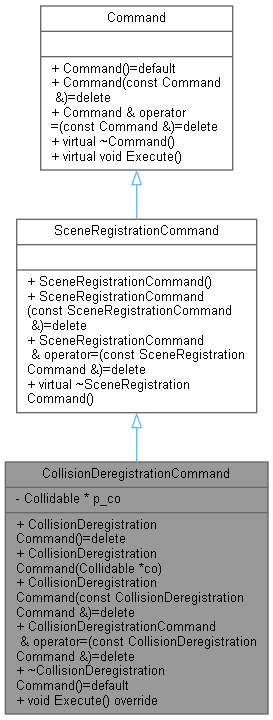 Command
+ Command()=default
+ Command(const Command
&)=delete
+ Command & operator
=(const Command &)=delete
+ virtual ~Command()
+ virtual void Execute()
SceneRegistrationCommand
+ SceneRegistrationCommand()
+ SceneRegistrationCommand
(const SceneRegistrationCommand
&)=delete
+ SceneRegistrationCommand
& operator=(const SceneRegistration
Command &)=delete
+ virtual ~SceneRegistration
Command()
CollisionDeregistrationCommand
- Collidable * p_co
+ CollisionDeregistration
Command()=delete
+ CollisionDeregistration
Command(Collidable *co)
+ CollisionDeregistration
Command(const CollisionDeregistration
Command &)=delete
+ CollisionDeregistrationCommand
& operator=(const CollisionDeregistration
Command &)=delete
+ ~CollisionDeregistration
Command()=default
+ void Execute() override